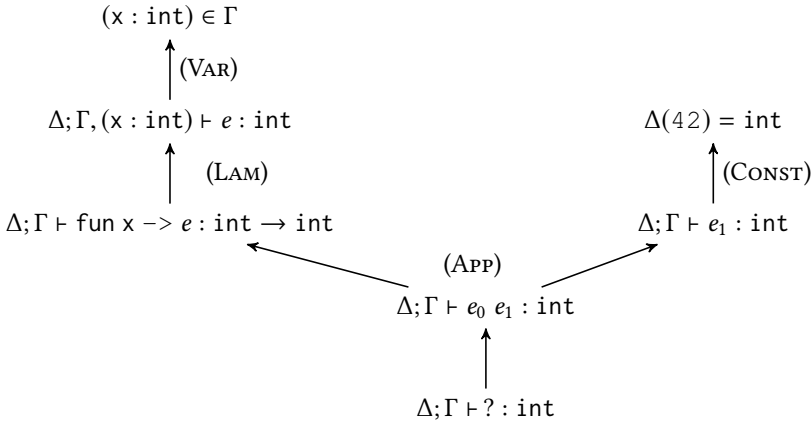 (x : int) ∈ Γ
(Var)
Δ; Γ, (x : int) ⊢ e : int
Δ(42) = int
(Lam)
(Const)
Δ; Γ ⊢ fun x −> e : int → int
Δ; Γ ⊢ e₁ : int
(App)
Δ; Γ ⊢ e₀ e₁ : int
Δ; Γ ⊢ ? : int